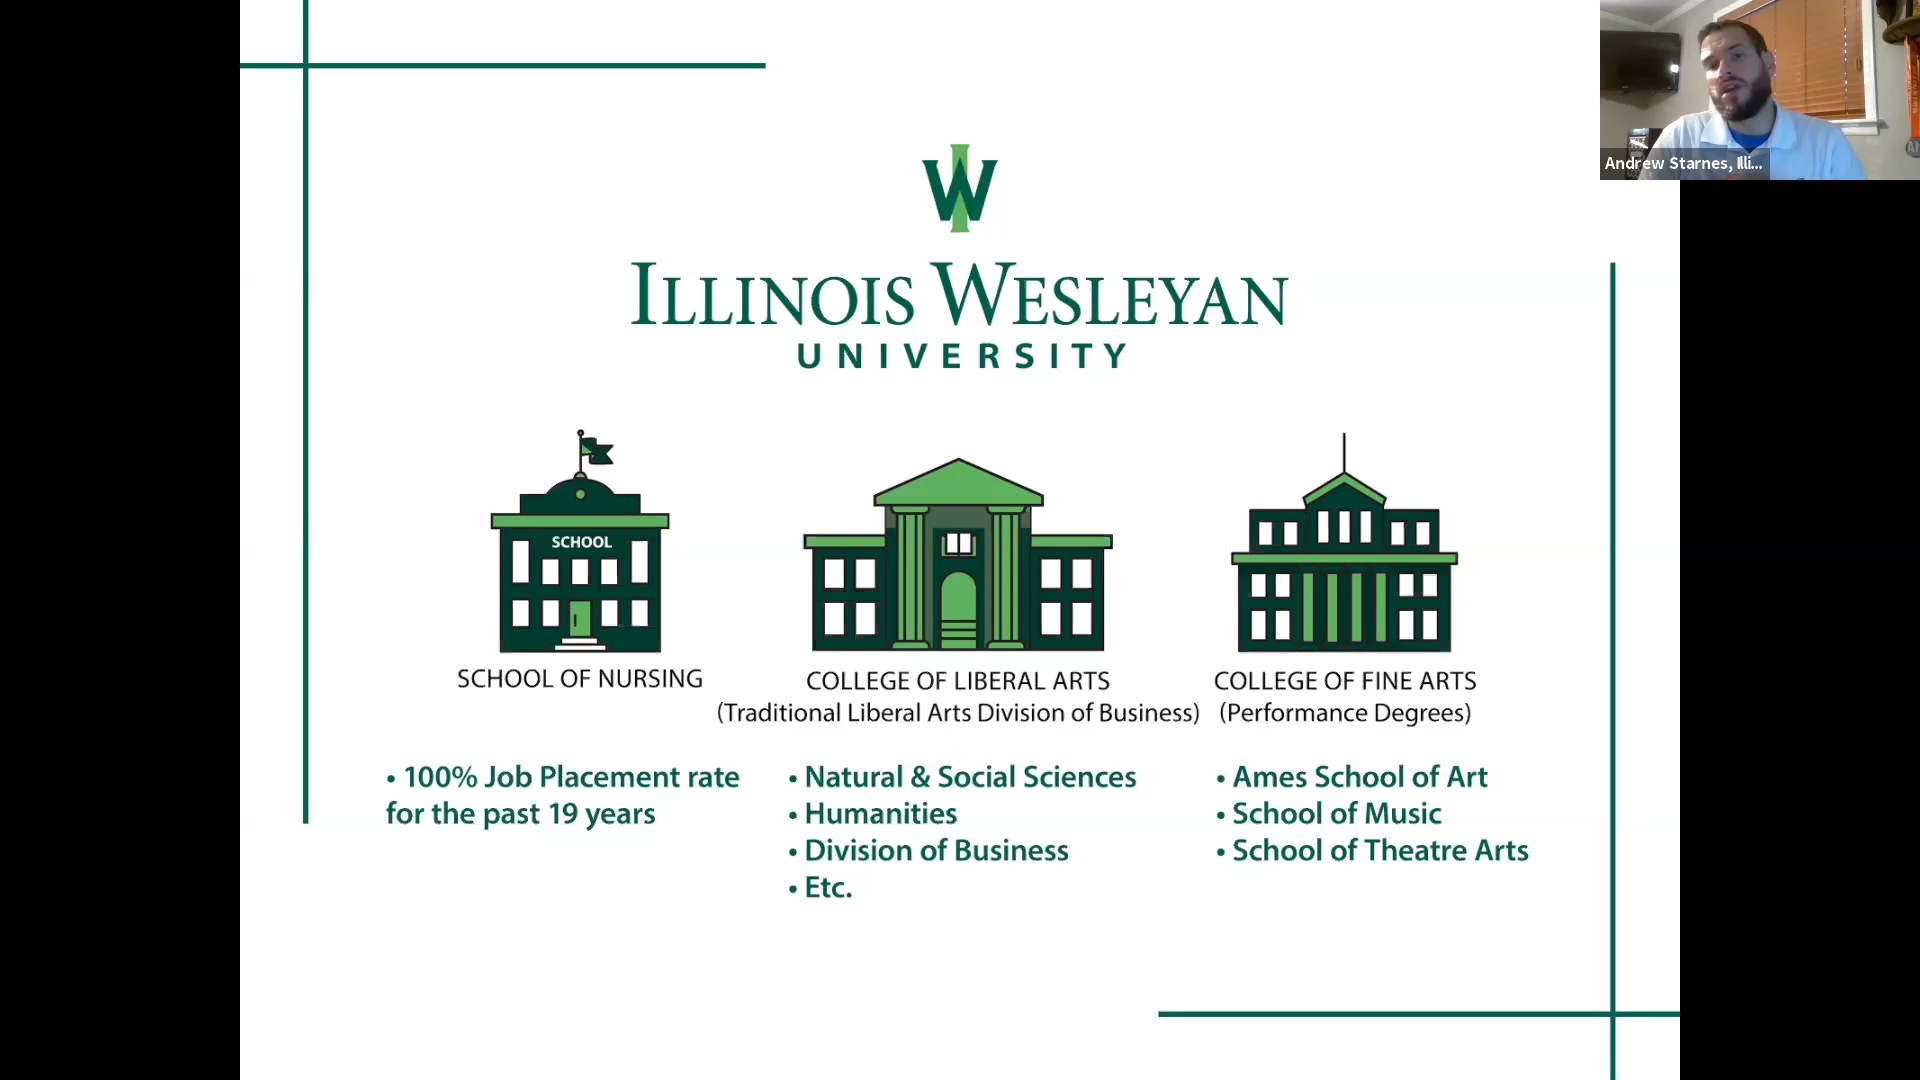 Andrew Starnes, Illi...
IW
ILLINOIS WESLEYAN
UNIVERSITY
SCHOOL
SCHOOL OF NURSING
• 100% Job Placement rate
for the past 19 years
COLLEGE OF LIBERAL ARTS
(Traditional Liberal Arts Division of Business)
• Natural & Social Sciences
• Humanities
• Division of Business
• Etc.
COLLEGE OF FINE ARTS
(Performance Degrees)
• Ames School of Art
• School of Music
• School of Theatre Arts